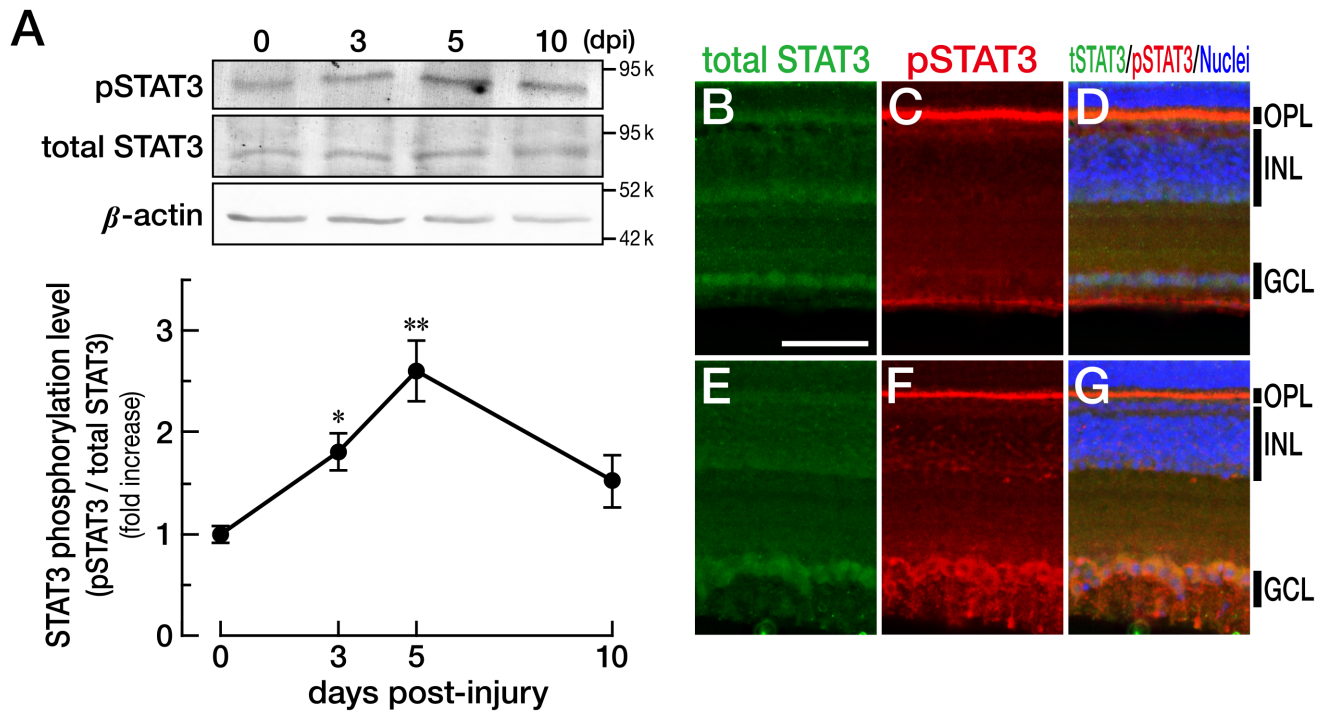 A
0 3 5 10 (dpi)
pSTAT3
95 k
total STAT3
95 k
β-actin
52 k
42 k
STAT3 phosphorylation level
(pSTAT3 / total STAT3)
(fold increase)
3
2
1
0
*
**
0 3 5 10
days post-injury
total STAT3 pSTAT3 tSTAT3/pSTAT3/Nuclei
B C D
OPL
INL
GCL
E F G
OPL
INL
GCL